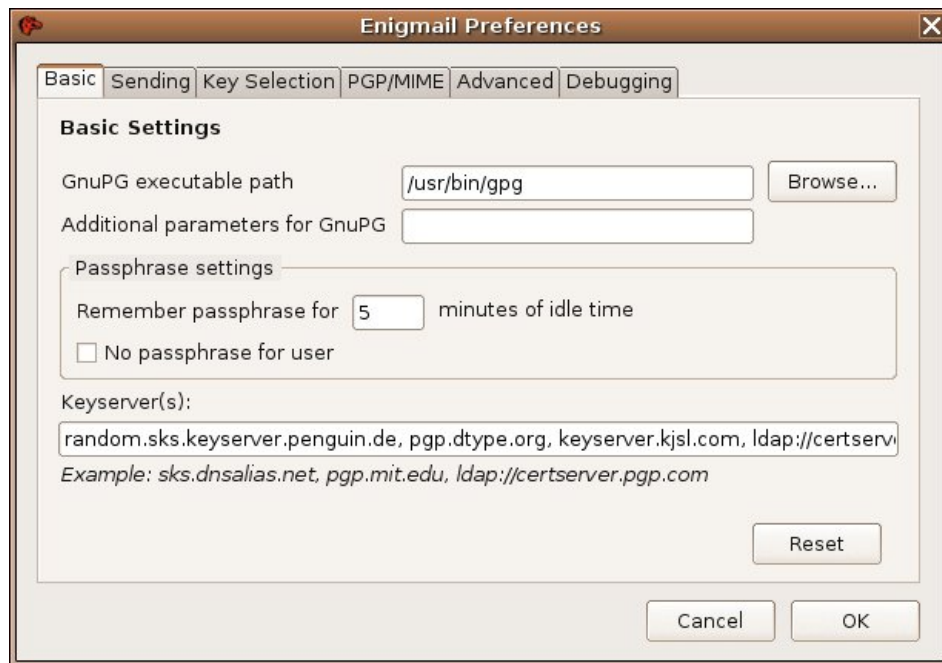 Enigmail Preferences
Basic Sending Key Selection PGP/MIME Advanced Debugging
Basic Settings
GnuPG executable path /usr/bin/gpg Browse...
Additional parameters for GnuPG
Passphrase settings
Remember passphrase for 5 minutes of idle time
No passphrase for user
Keyserver(s):
random.sks.keyserver.penguin.de, pgp.dtype.org, keyserver.kjsl.com, ldap://certserve
Example: sks.dnsalias.net, pgp.mit.edu, ldap://certserver.pgp.com
Reset
Cancel OK